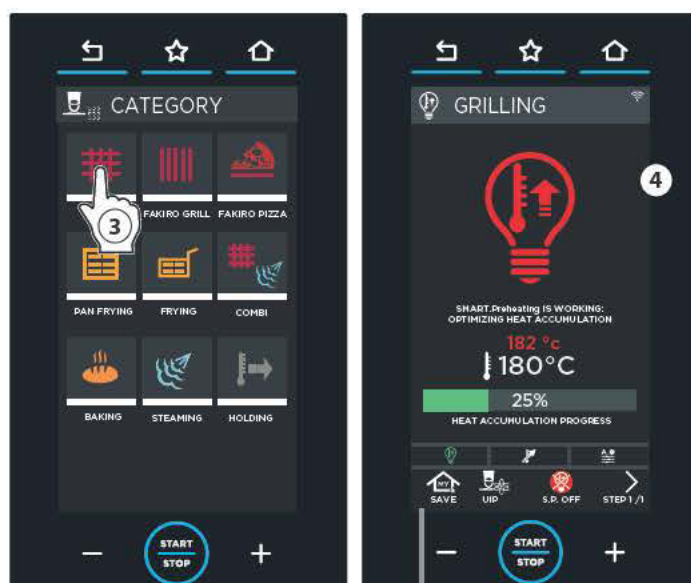 CATEGORY
FAKIRO GRILL FAKIRO PIZZA
3
PAN FRYING FRYING COMBI
BAKING STEAMING HOLDING
START
STOP
GRILLING
4
SMART.Preheating IS WORKING:
OPTIMIZING HEAT ACCUMULATION
182 °c
180°C
25%
HEAT ACCUMULATION PROGRESS
MY
SAVE UIP S.P. OFF STEP 1 /1
START
STOP